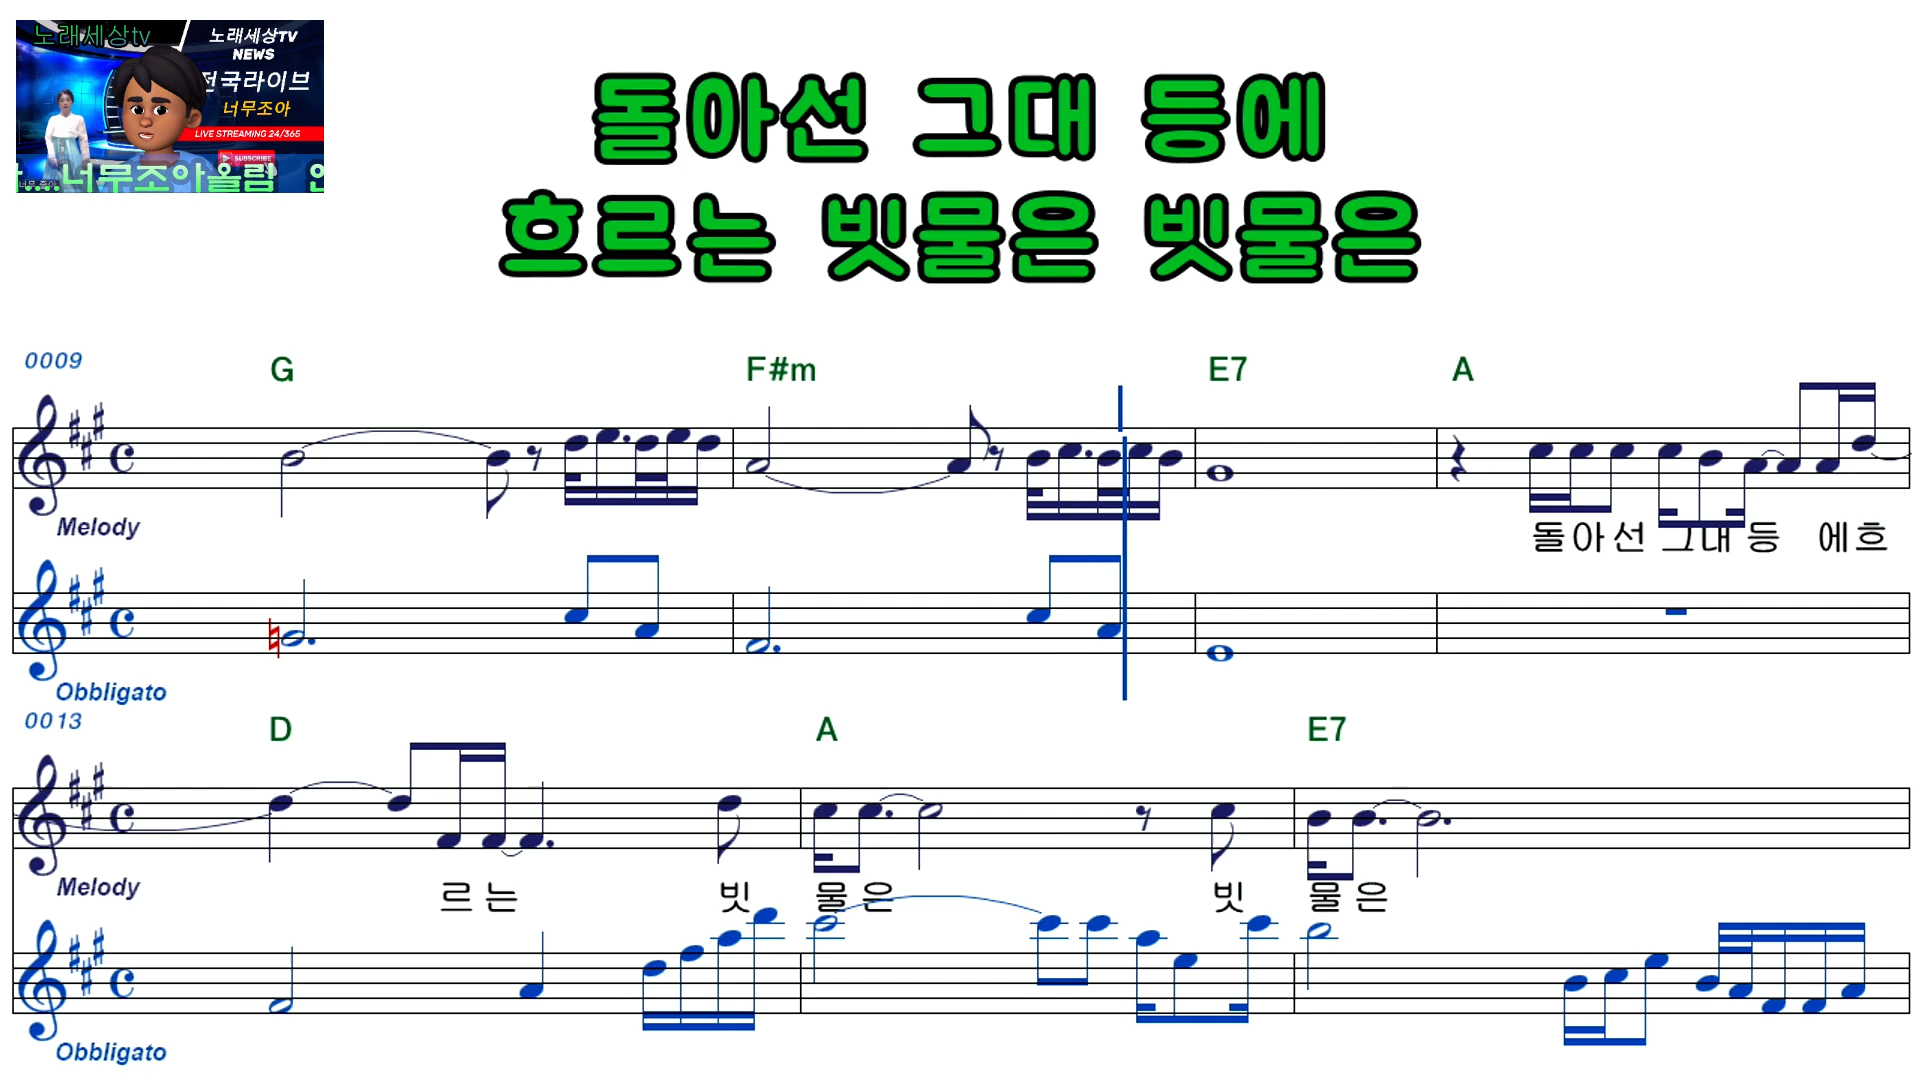 노래세상tv
노래세상TV
NEWS
전국라이브
너무조아
LIVE STREAMING 24/365
SUBSCRIBE
너무조아올림
돌아선 그대 등에
흐르는 빗물은 빗물은
0009
G F#m E7 A
Melody
돌아선 그대 등 에흐
Obbligato
0013
D A E7
Melody
르는 빗 물은 빗 물은
Obbligato